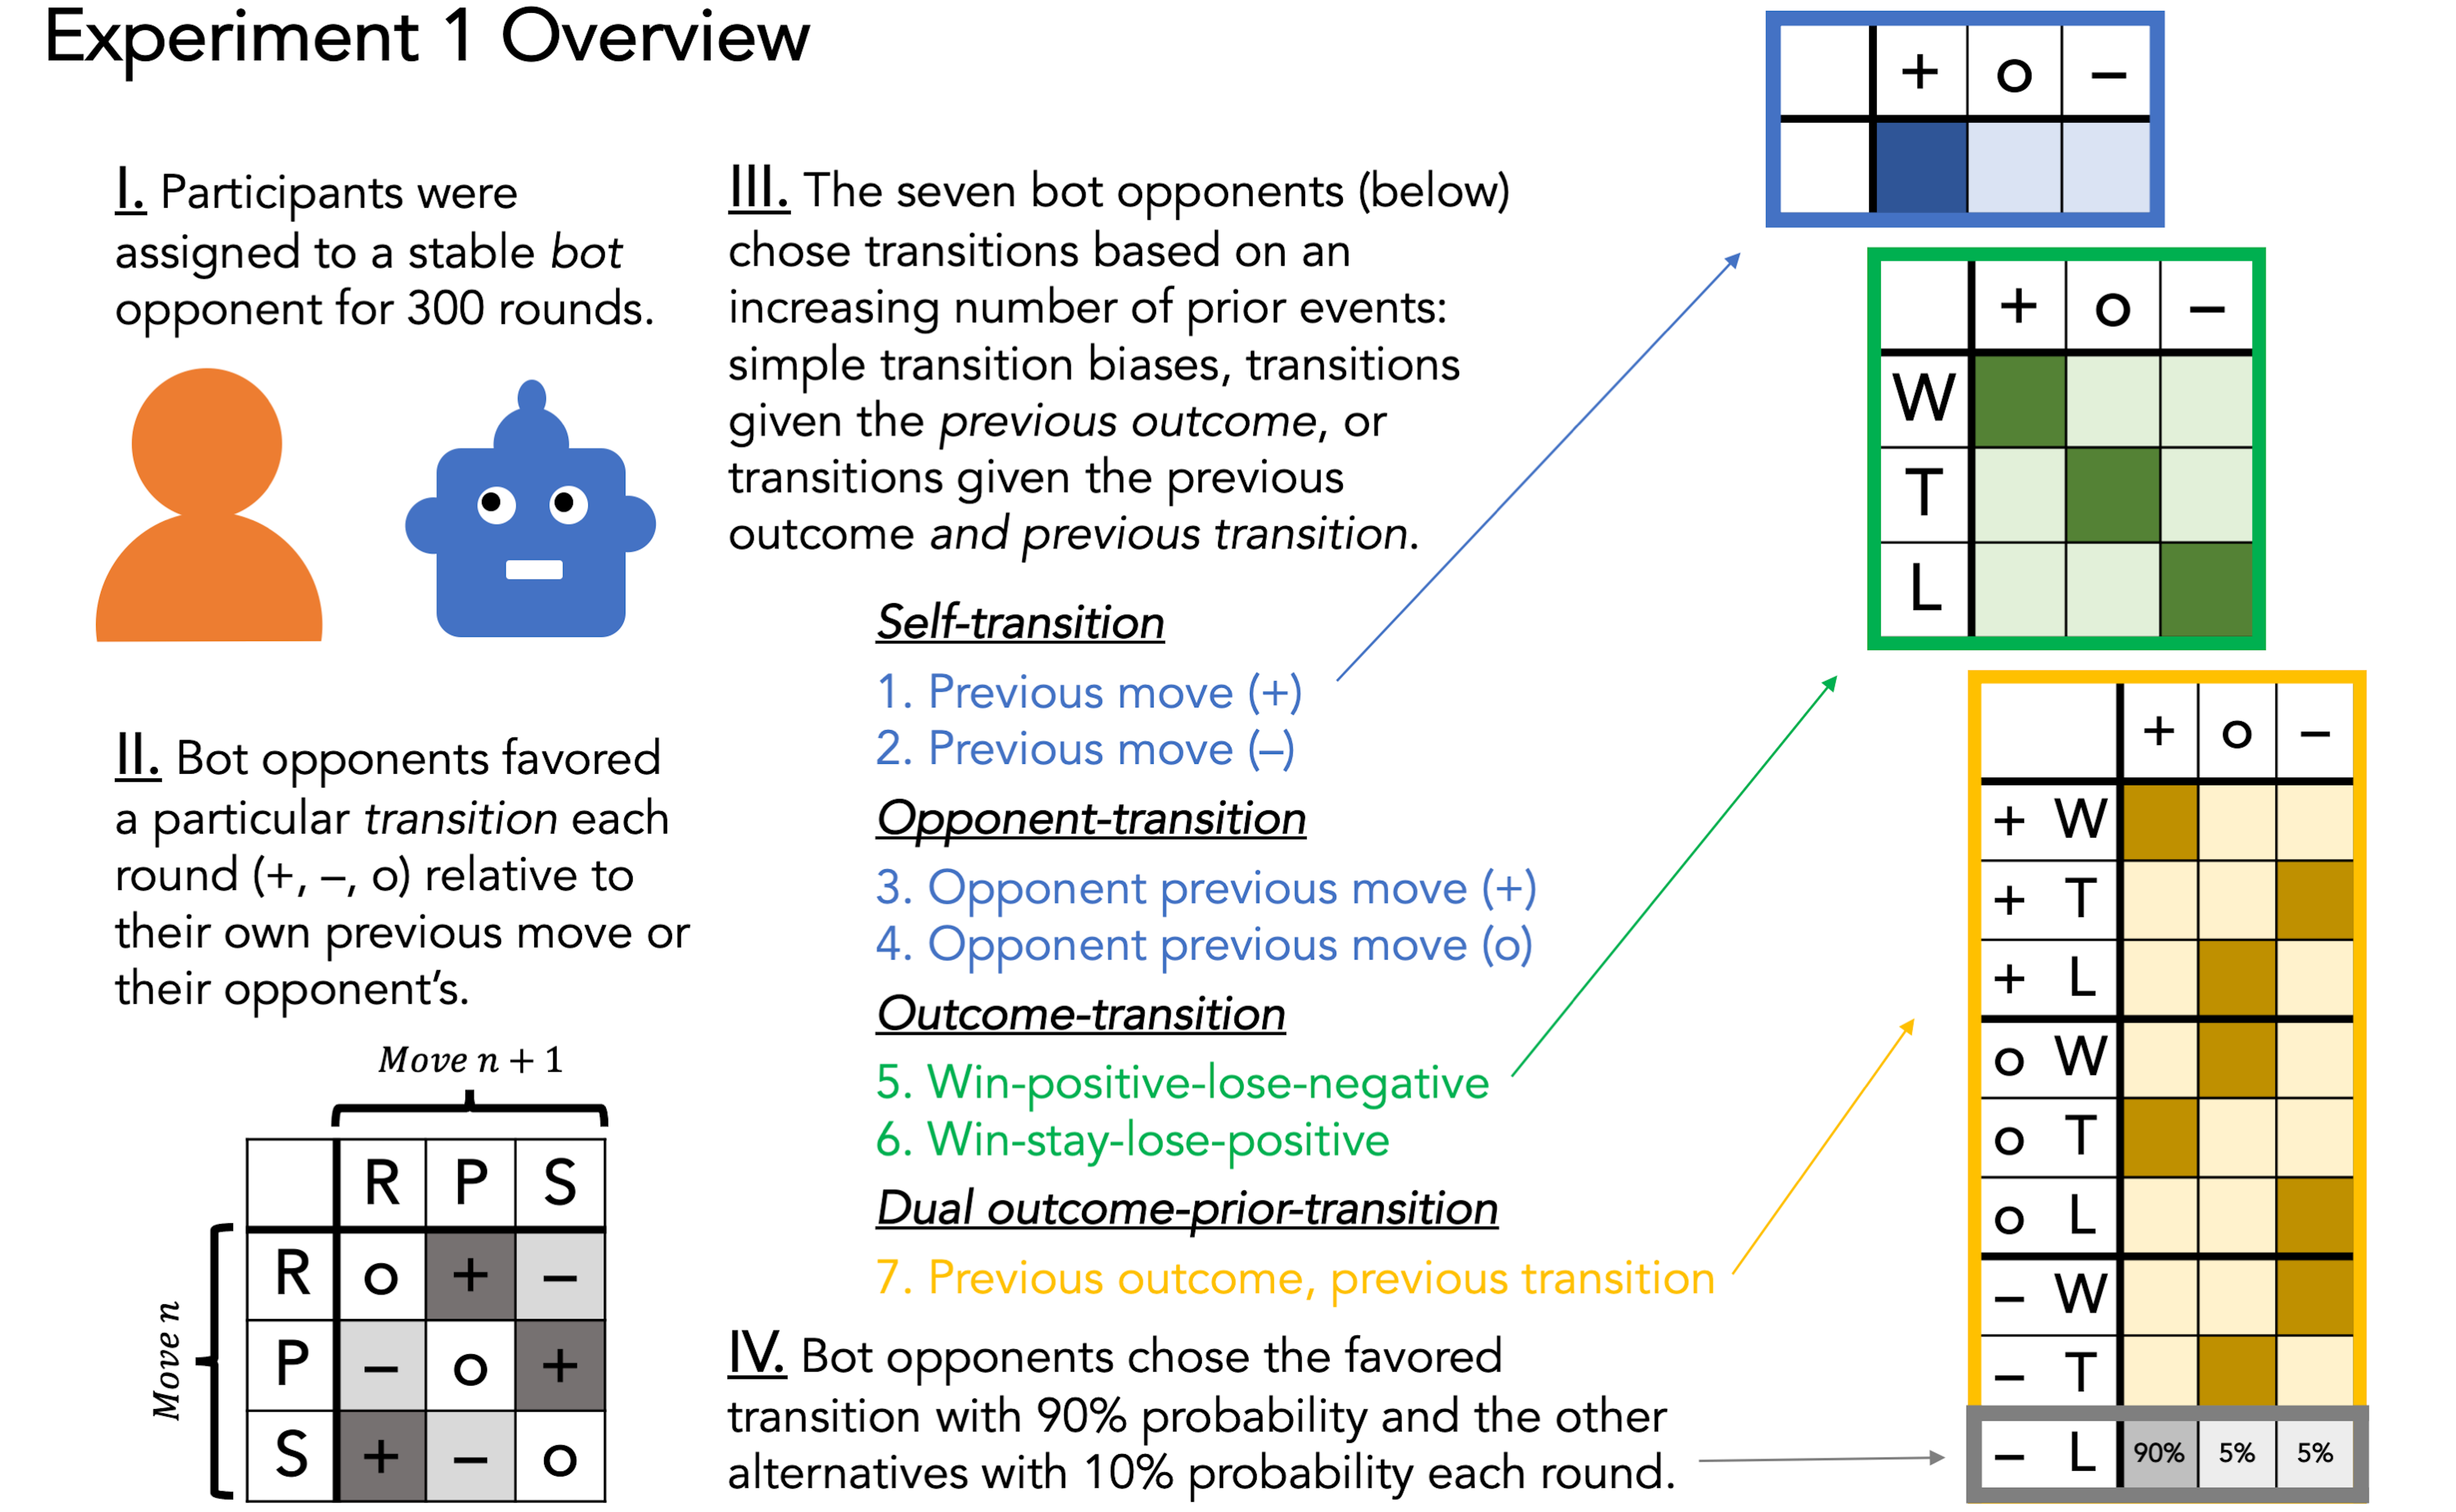 Experiment 1 Overview
I. Participants were
assigned to a stable bot
opponent for 300 rounds.
II. Bot opponents favored
a particular transition each
round (+, –, o) relative to
their own previous move or
their opponent's.
Move n + 1
R P S
Move n
R o + –
P – o +
S + – o
III. The seven bot opponents (below)
chose transitions based on an
increasing number of prior events:
simple transition biases, transitions
given the previous outcome, or
transitions given the previous
outcome and previous transition.
Self-transition
1. Previous move (+)
2. Previous move (–)
Opponent-transition
3. Opponent previous move (+)
4. Opponent previous move (o)
Outcome-transition
5. Win-positive-lose-negative
6. Win-stay-lose-positive
Dual outcome-prior-transition
7. Previous outcome, previous transition
IV. Bot opponents chose the favored
transition with 90% probability and the other
alternatives with 10% probability each round.
+ o –
+ o –
W
T
L
+ o –
+ W
+ T
+ L
o W
o T
o L
– W
– T
– L 90% 5% 5%